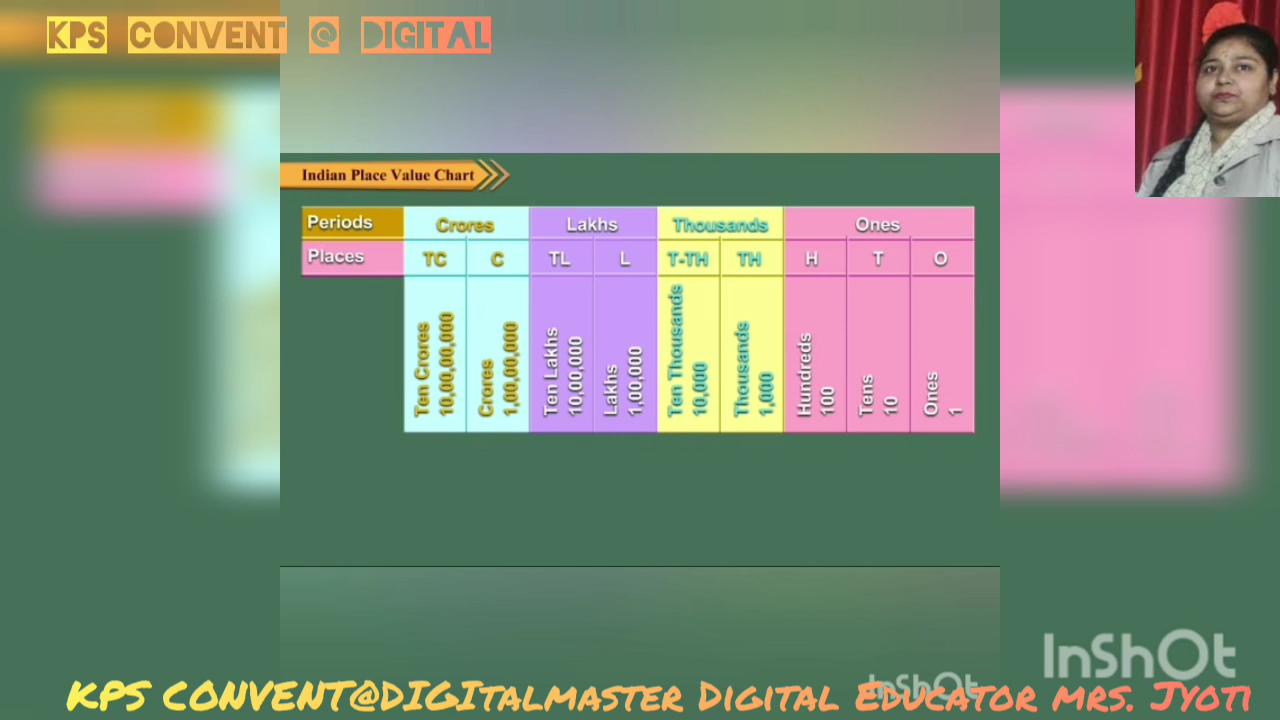 KPS CONVENT @ DIGITAL
Indian Place Value Chart
Periods Crores Lakhs Thousands Ones
Places TC C TL L T-TH TH H T O
Ten Crores
10,00,00,000
Crores
1,00,00,000
Ten Lakhs
10,00,000
Lakhs
1,00,000
Ten Thousands
10,000
Thousands
1,000
Hundreds
100
Tens
10
Ones
1
InShOt
InShOt
KPS CONVENT@DIGItalmaster Digital Educator mrs. Jyoti